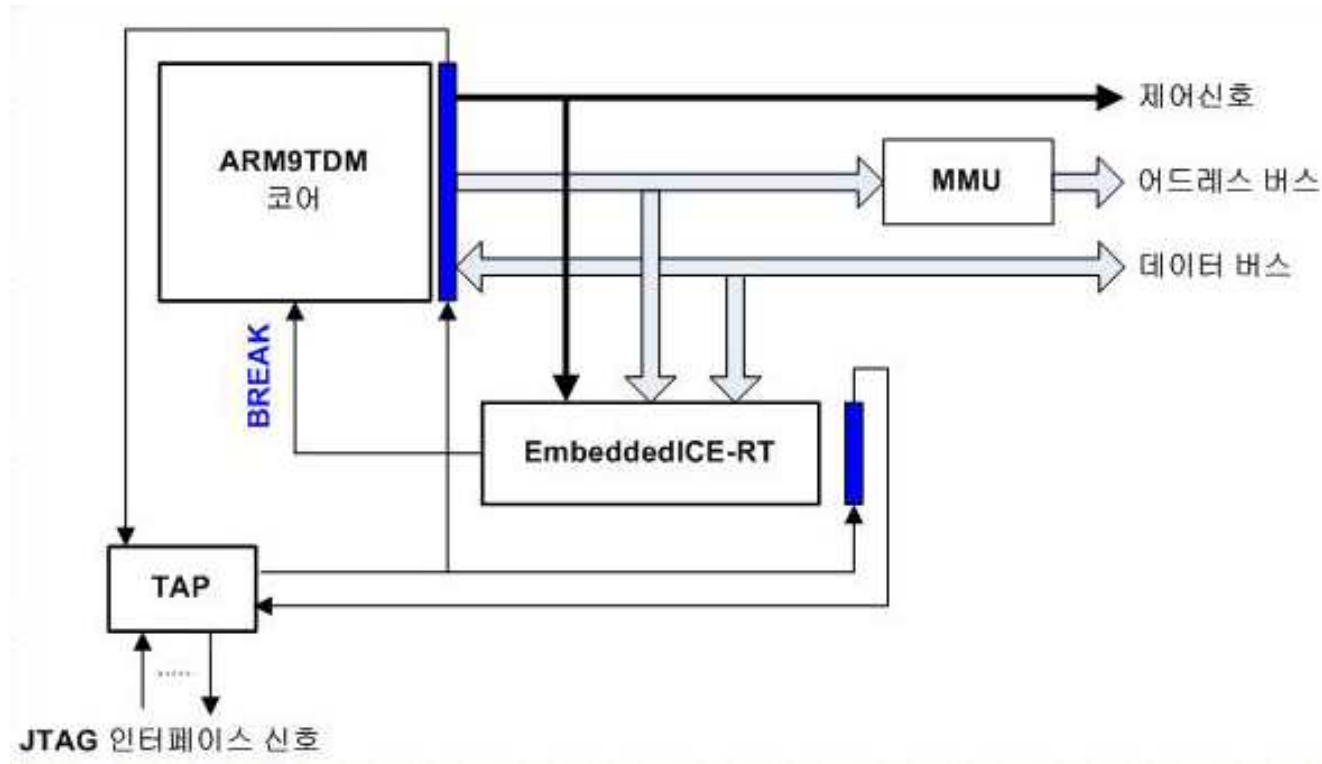 제어신호
ARM9TDM
코어
MMU
어드레스 버스
데이터 버스
BREAK
EmbeddedICE-RT
TAP
JTAG 인터페이스 신호